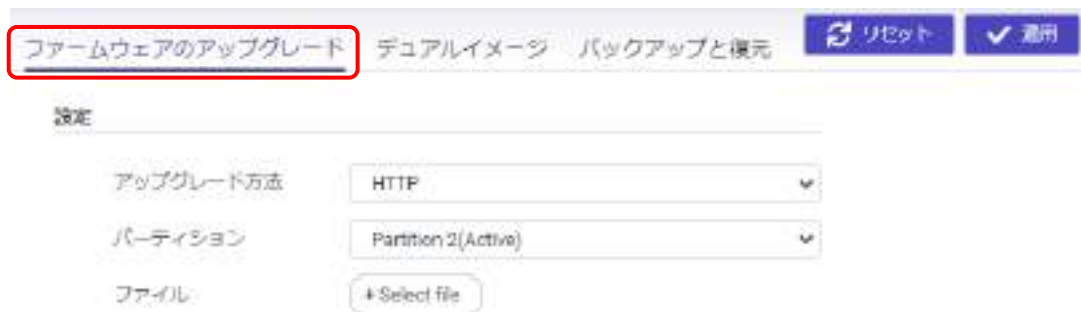 ファームウェアのアップグレード デュアルイメージ バックアップと復元 リセット 適用
設定
アップグレード方法 HTTP
パーティション Partition 2(Active)
ファイル +Select file